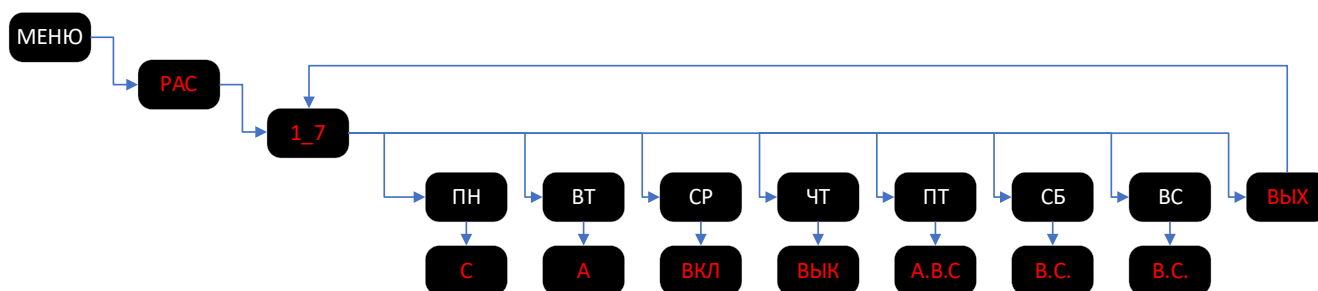 МЕНЮ
РАС
1_7
ПН ВТ СР ЧТ ПТ СБ ВС ВЫХ
С А ВКЛ ВЫК А.В.С В.С. В.С.